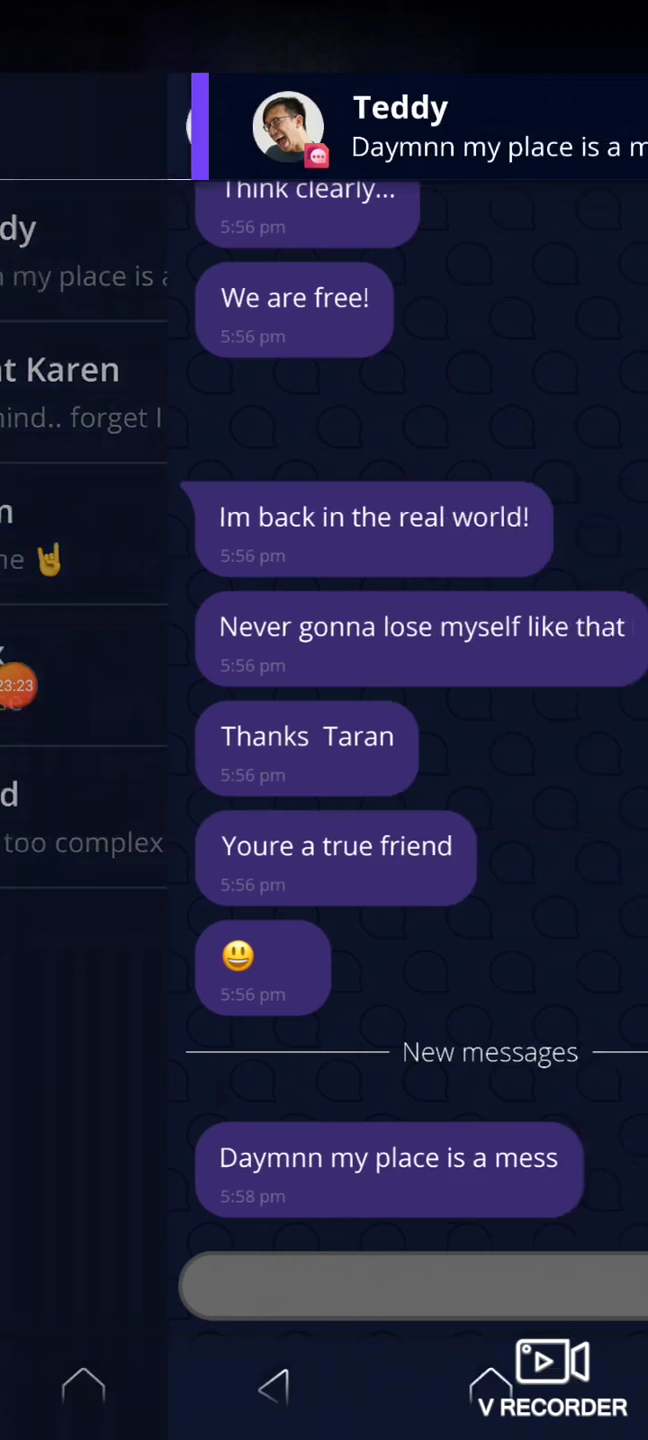 Teddy
Daymnn my place is a m
dy
my place is a
Think clearly...
5:56 pm
We are free!
5:56 pm
t Karen
ind.. forget I
Im back in the real world!
5:56 pm
ne 🤘
Never gonna lose myself like that
5:56 pm
23:23
Thanks  Taran
5:56 pm
d
too complex
Youre a true friend
5:56 pm
😃
5:56 pm
New messages
Daymnn my place is a mess
5:58 pm
V RECORDER